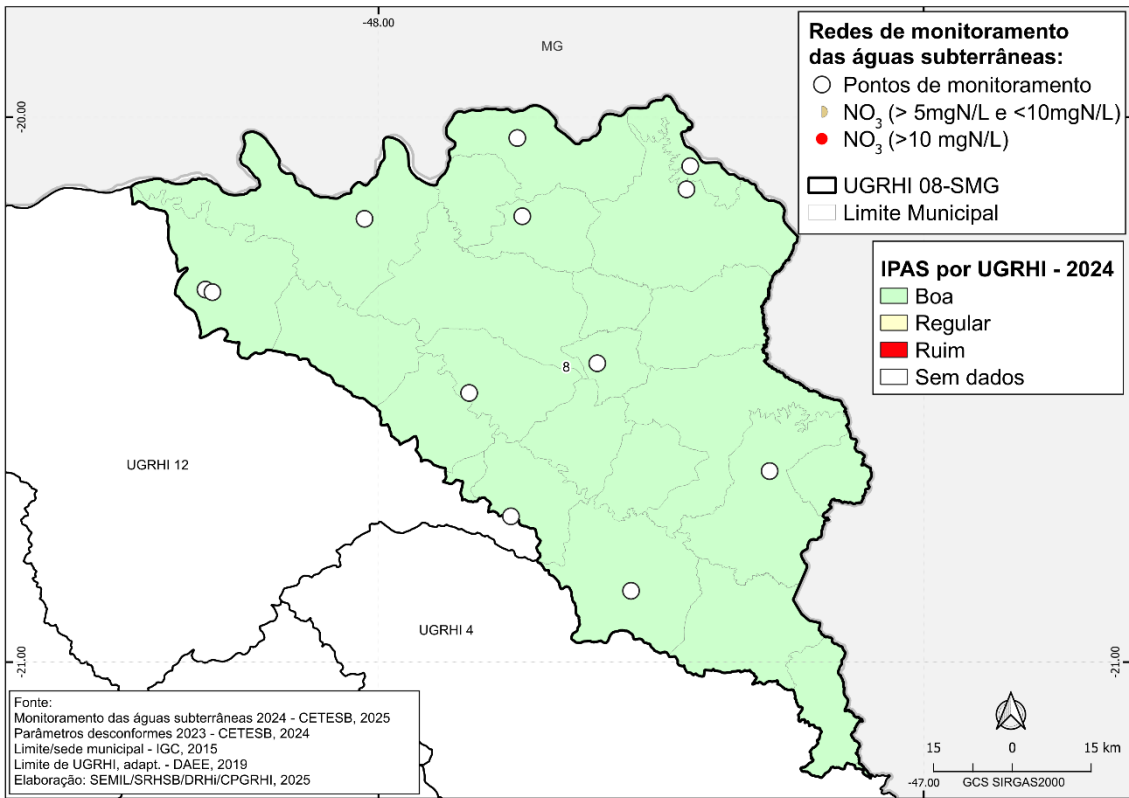 -48.00
MG
-20.00
Redes de monitoramento
das águas subterrâneas:
Pontos de monitoramento
NO3 (> 5mgN/L e <10mgN/L)
NO3 (>10 mgN/L)
UGRHI 08-SMG
Limite Municipal
IPAS por UGRHI - 2024
Boa
Regular
Ruim
Sem dados
8
UGRHI 12
UGRHI 4
-21.00
-21.00
Fonte:
Monitoramento das águas subterrâneas 2024 - CETESB, 2025
Parâmetros desconformes 2023 - CETESB, 2024
Limite/sede municipal - IGC, 2015
Limite de UGRHI, adapt. - DAEE, 2019
Elaboração: SEMIL/SRHSB/DRHi/CPGRHI, 2025
15 0 15 km
-47.00 GCS SIRGAS2000